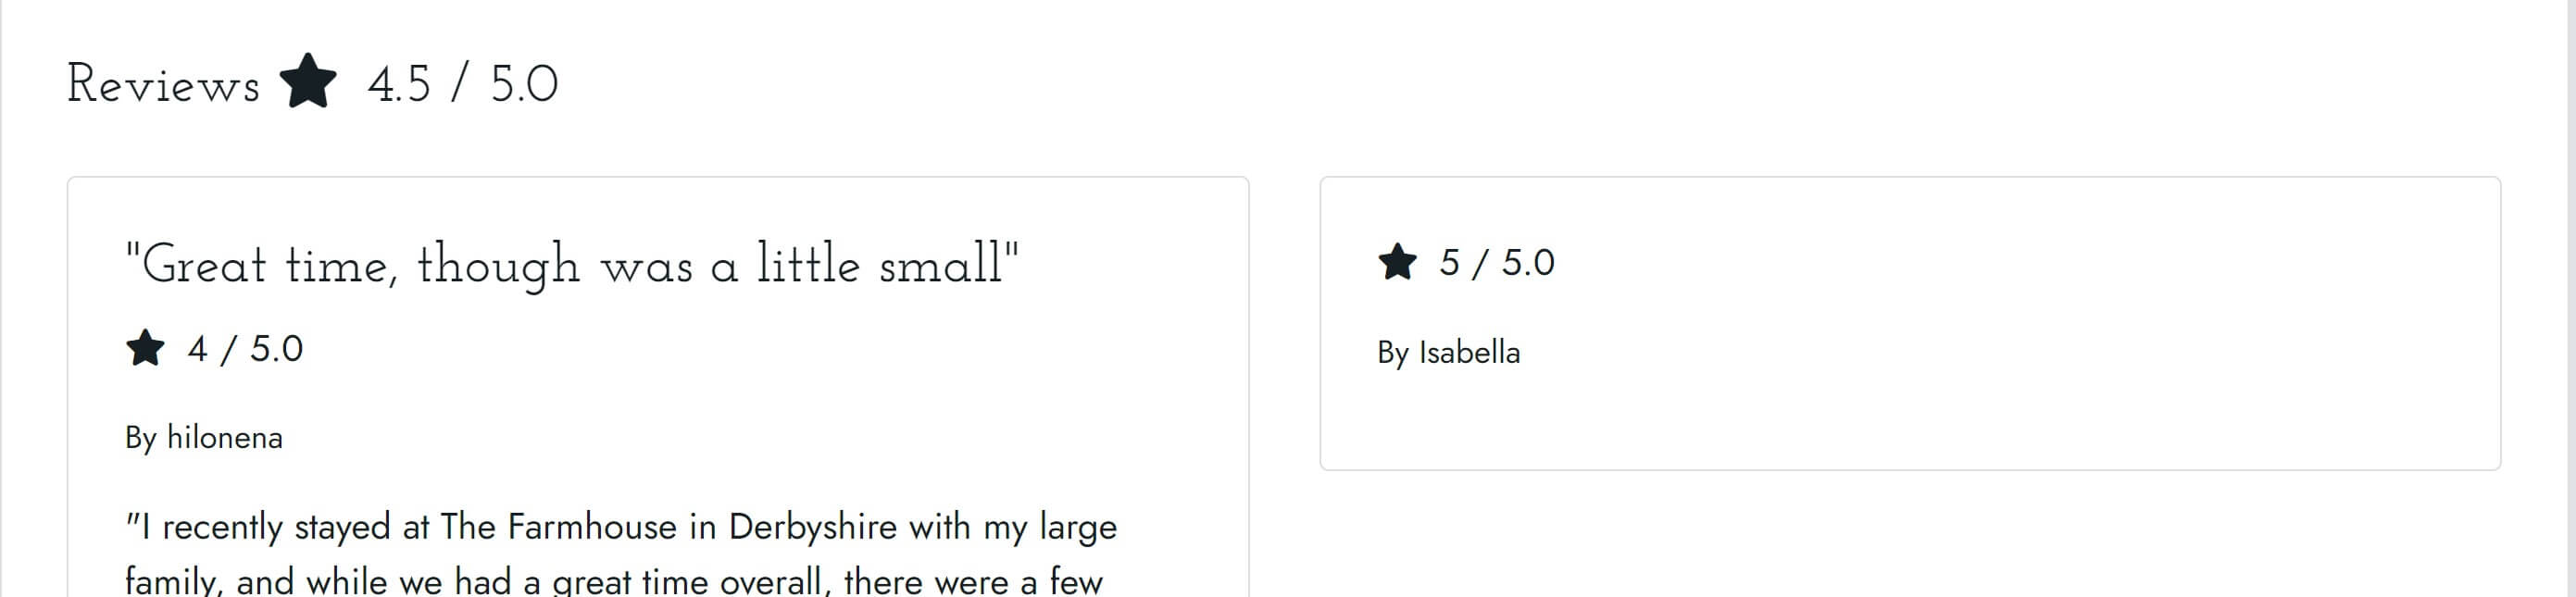 Reviews ★ 4.5 / 5.0
"Great time, though was a little small"
★ 4 / 5.0
By hilonena
"I recently stayed at The Farmhouse in Derbyshire with my large
family, and while we had a great time overall, there were a few
★ 5 / 5.0
By Isabella